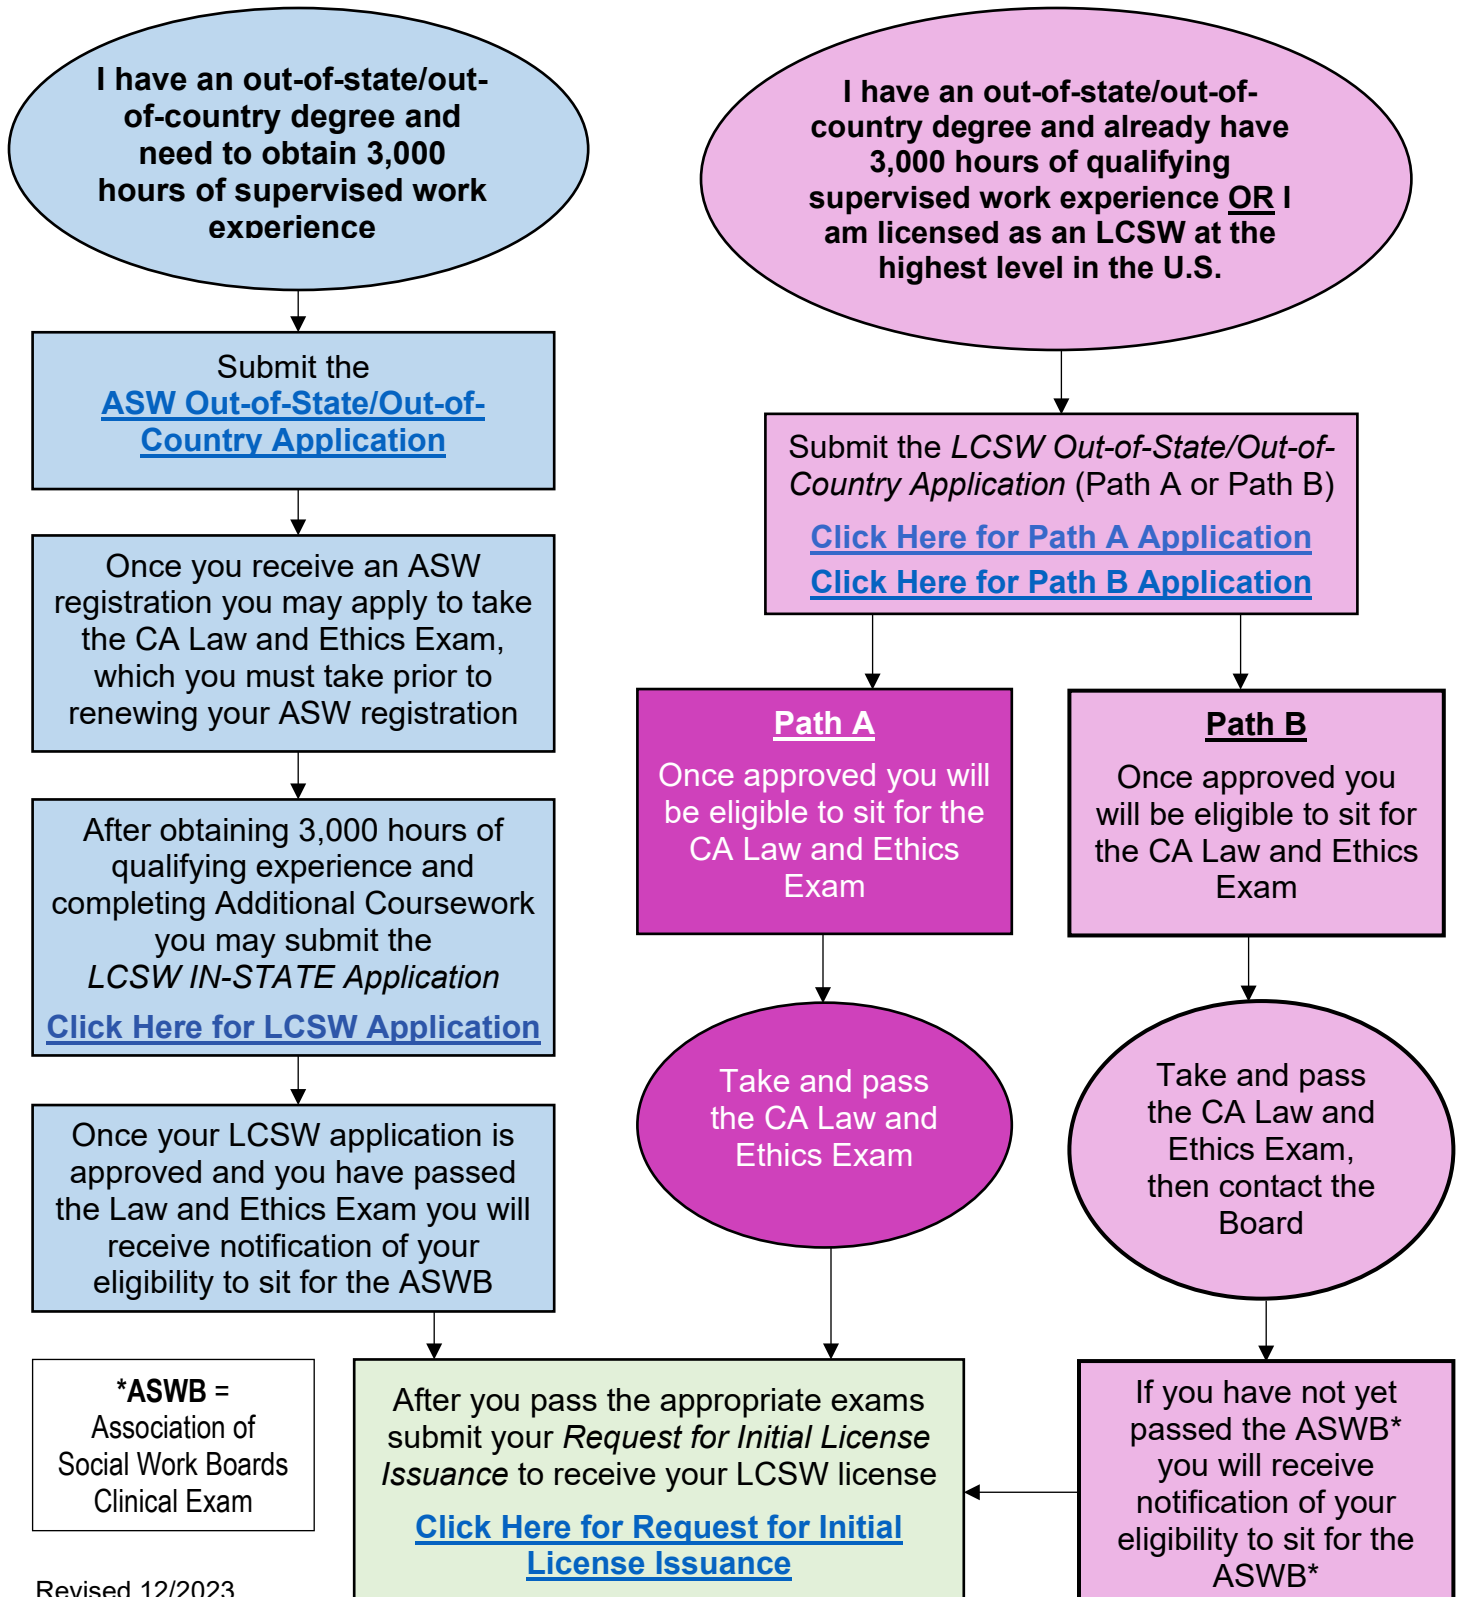 I have an out-of-state/out-
of-country degree and
need to obtain 3,000
hours of supervised work
experience
Submit the
ASW Out-of-State/Out-of-
Country Application
Once you receive an ASW
registration you may apply to take
the CA Law and Ethics Exam,
which you must take prior to
renewing your ASW registration
After obtaining 3,000 hours of
qualifying experience and
completing Additional Coursework
you may submit the
LCSW IN-STATE Application
Click Here for LCSW Application
Once your LCSW application is
approved and you have passed
the Law and Ethics Exam you will
receive notification of your
eligibility to sit for the ASWB
I have an out-of-state/out-of-
country degree and already have
3,000 hours of qualifying
supervised work experience OR I
am licensed as an LCSW at the
highest level in the U.S.
Submit the LCSW Out-of-State/Out-of-
Country Application (Path A or Path B)
Click Here for Path A Application
Click Here for Path B Application
Path A
Once approved you will
be eligible to sit for the
CA Law and Ethics
Exam
Take and pass
the CA Law and
Ethics Exam
Path B
Once approved you
will be eligible to sit for
the CA Law and Ethics
Exam
Take and pass
the CA Law and
Ethics Exam,
then contact the
Board
If you have not yet
passed the ASWB*
you will receive
notification of your
eligibility to sit for the
ASWB*
After you pass the appropriate exams
submit your Request for Initial License
Issuance to receive your LCSW license
Click Here for Request for Initial
License Issuance
*ASWB =
Association of
Social Work Boards
Clinical Exam
Revised 12/2023